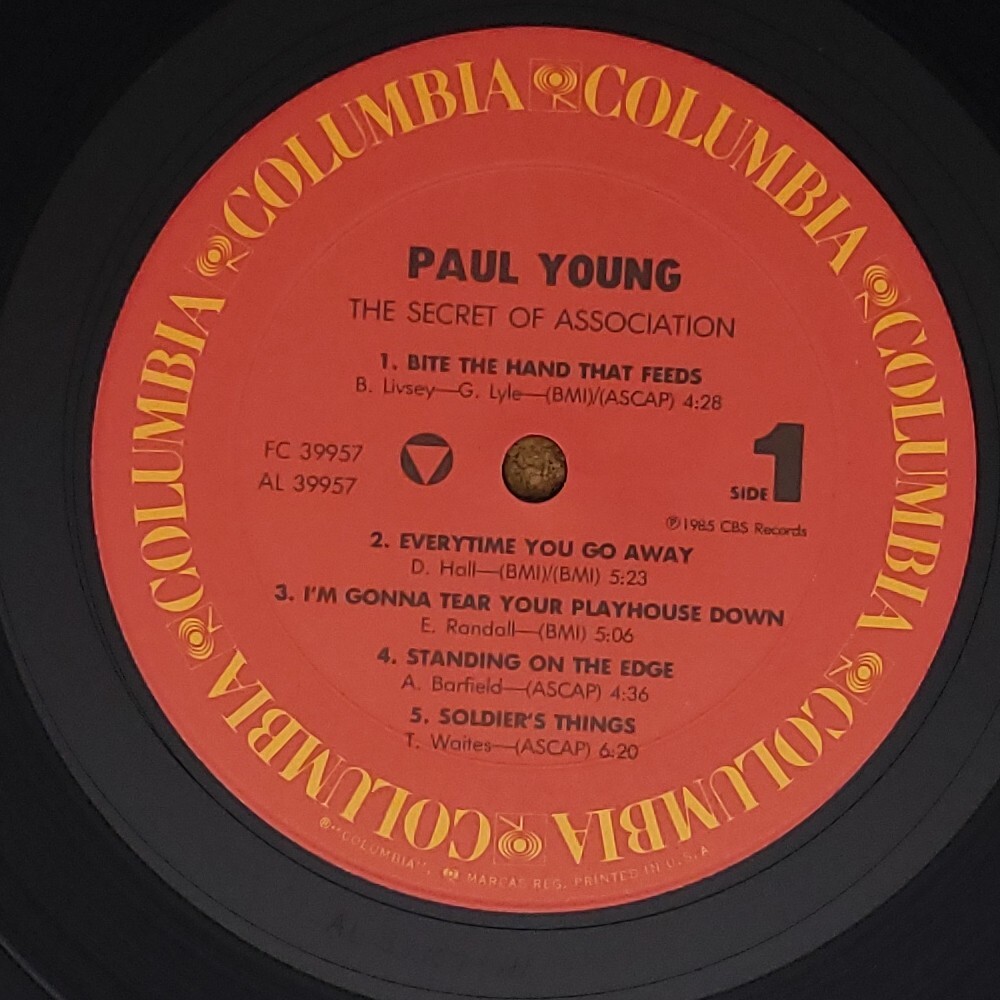 COLUMBIA COLUMBIA COLUMBIA COLUMBIA COLUMBIA COLUMBIA
PAUL YOUNG
THE SECRET OF ASSOCIATION
1. BITE THE HAND THAT FEEDS
B. Livsey—G. Lyle—(BMI)/(ASCAP) 4:28
FC 39957
AL 39957
SIDE 1
℗1985 CBS Records
2. EVERYTIME YOU GO AWAY
D. Hall—(BMI)/(BMI) 5:23
3. I'M GONNA TEAR YOUR PLAYHOUSE DOWN
E. Randall—(BMI) 5:06
4. STANDING ON THE EDGE
A. Barfield—(ASCAP) 4:36
5. SOLDIER'S THINGS
T. Waites—(ASCAP) 6:20
®"COLUMBIA", MARCAS REG. PRINTED IN U.S.A